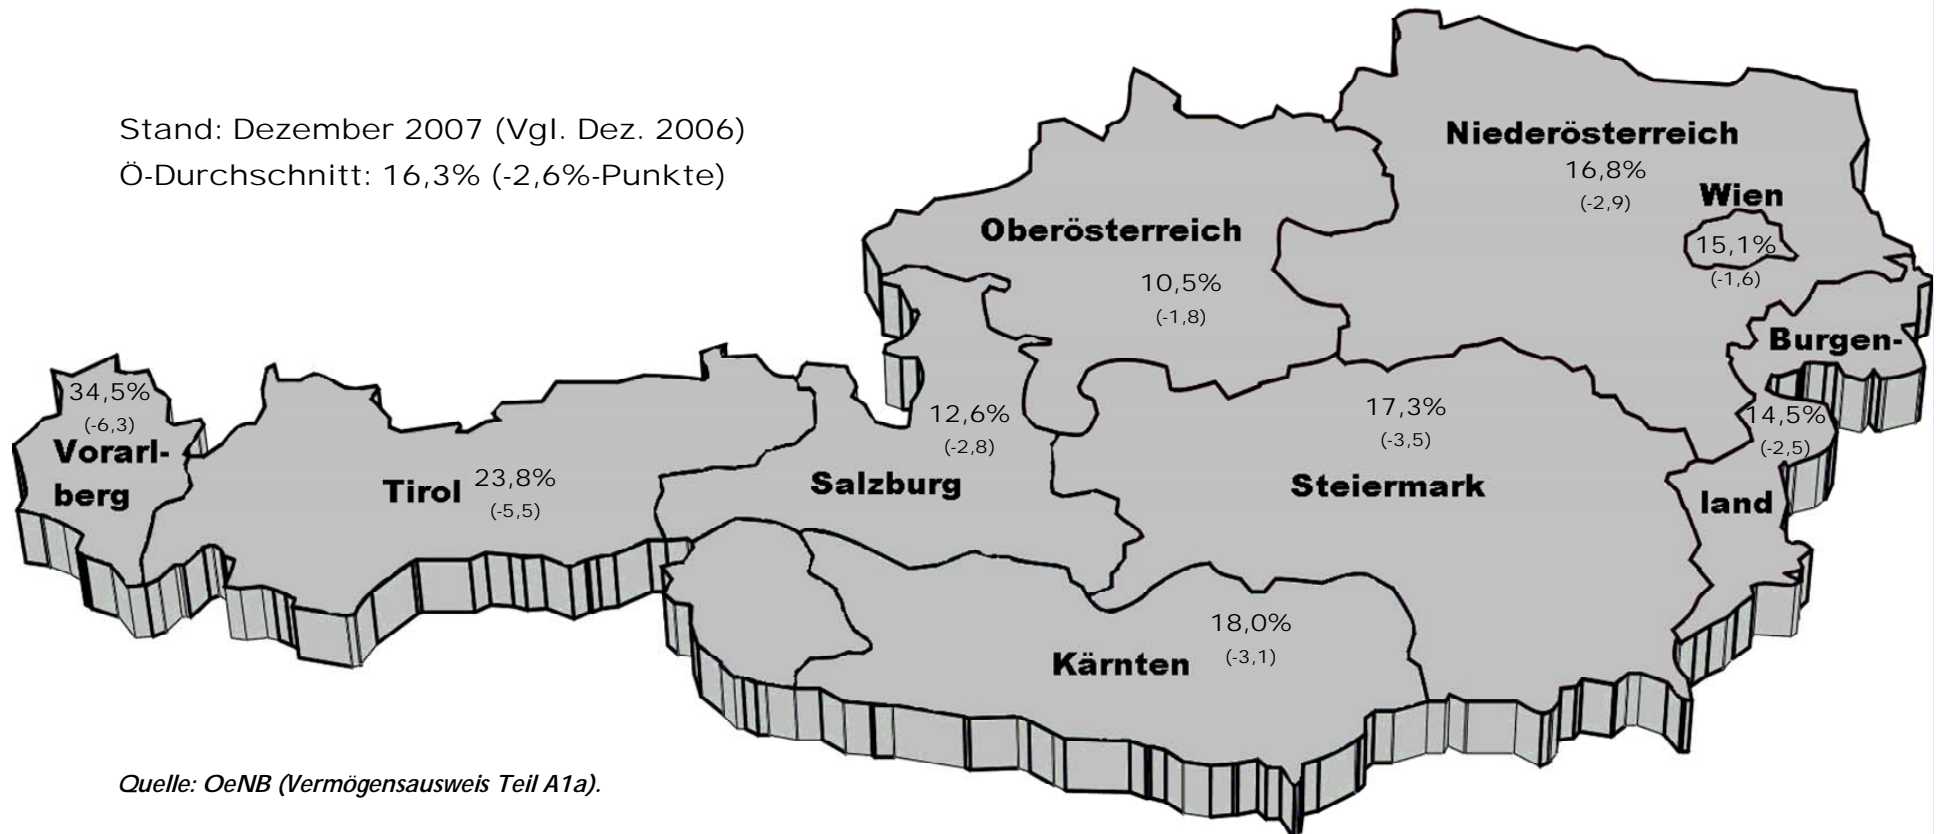 Stand: Dezember 2007 (Vgl. Dez. 2006)
Ö-Durchschnitt: 16,3% (-2,6%-Punkte)
Niederösterreich
16,8%
(-2,9)
Wien
15,1%
(-1,6)
Oberösterreich
10,5%
(-1,8)
Burgen-
14,5%
(-2,5)
land
34,5%
(-6,3)
Vorarl-
berg
Tirol 23,8%
(-5,5)
12,6%
(-2,8)
Salzburg
17,3%
(-3,5)
Steiermark
18,0%
(-3,1)
Kärnten
Quelle: OeNB (Vermögensausweis Teil A1a).